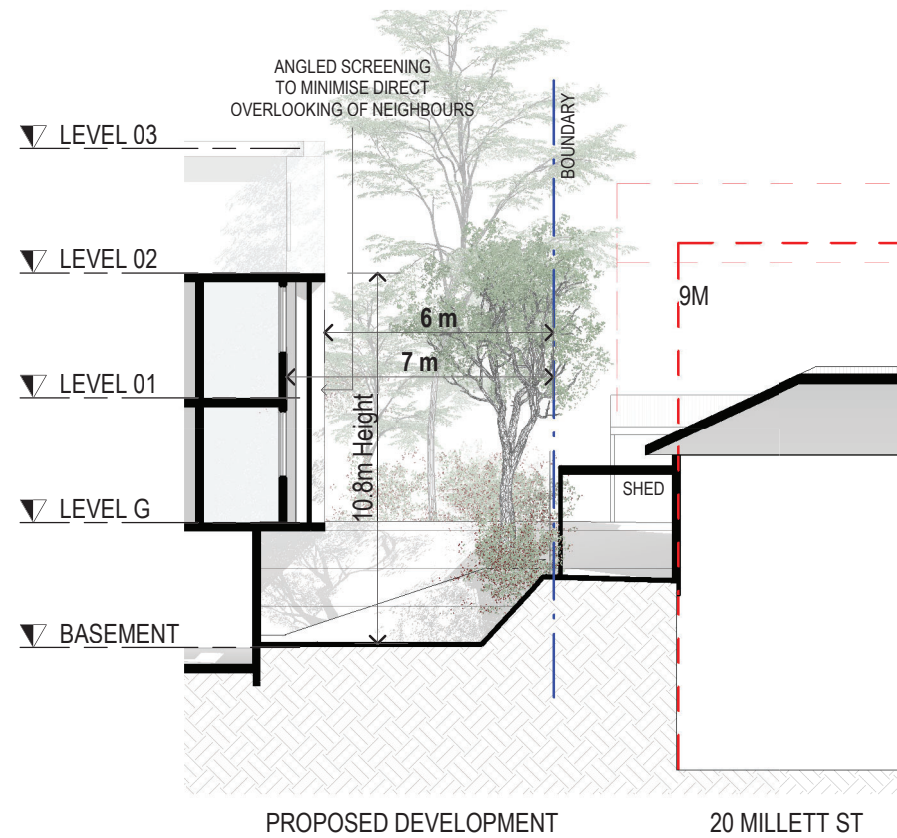 ANGLED SCREENING
TO MINIMISE DIRECT
OVERLOOKING OF NEIGHBOURS
BOUNDARY
LEVEL 03
LEVEL 02
9M
6 m
7 m
LEVEL 01
10.8m Height
SHED
LEVEL G
BASEMENT
PROPOSED DEVELOPMENT
20 MILLETT ST